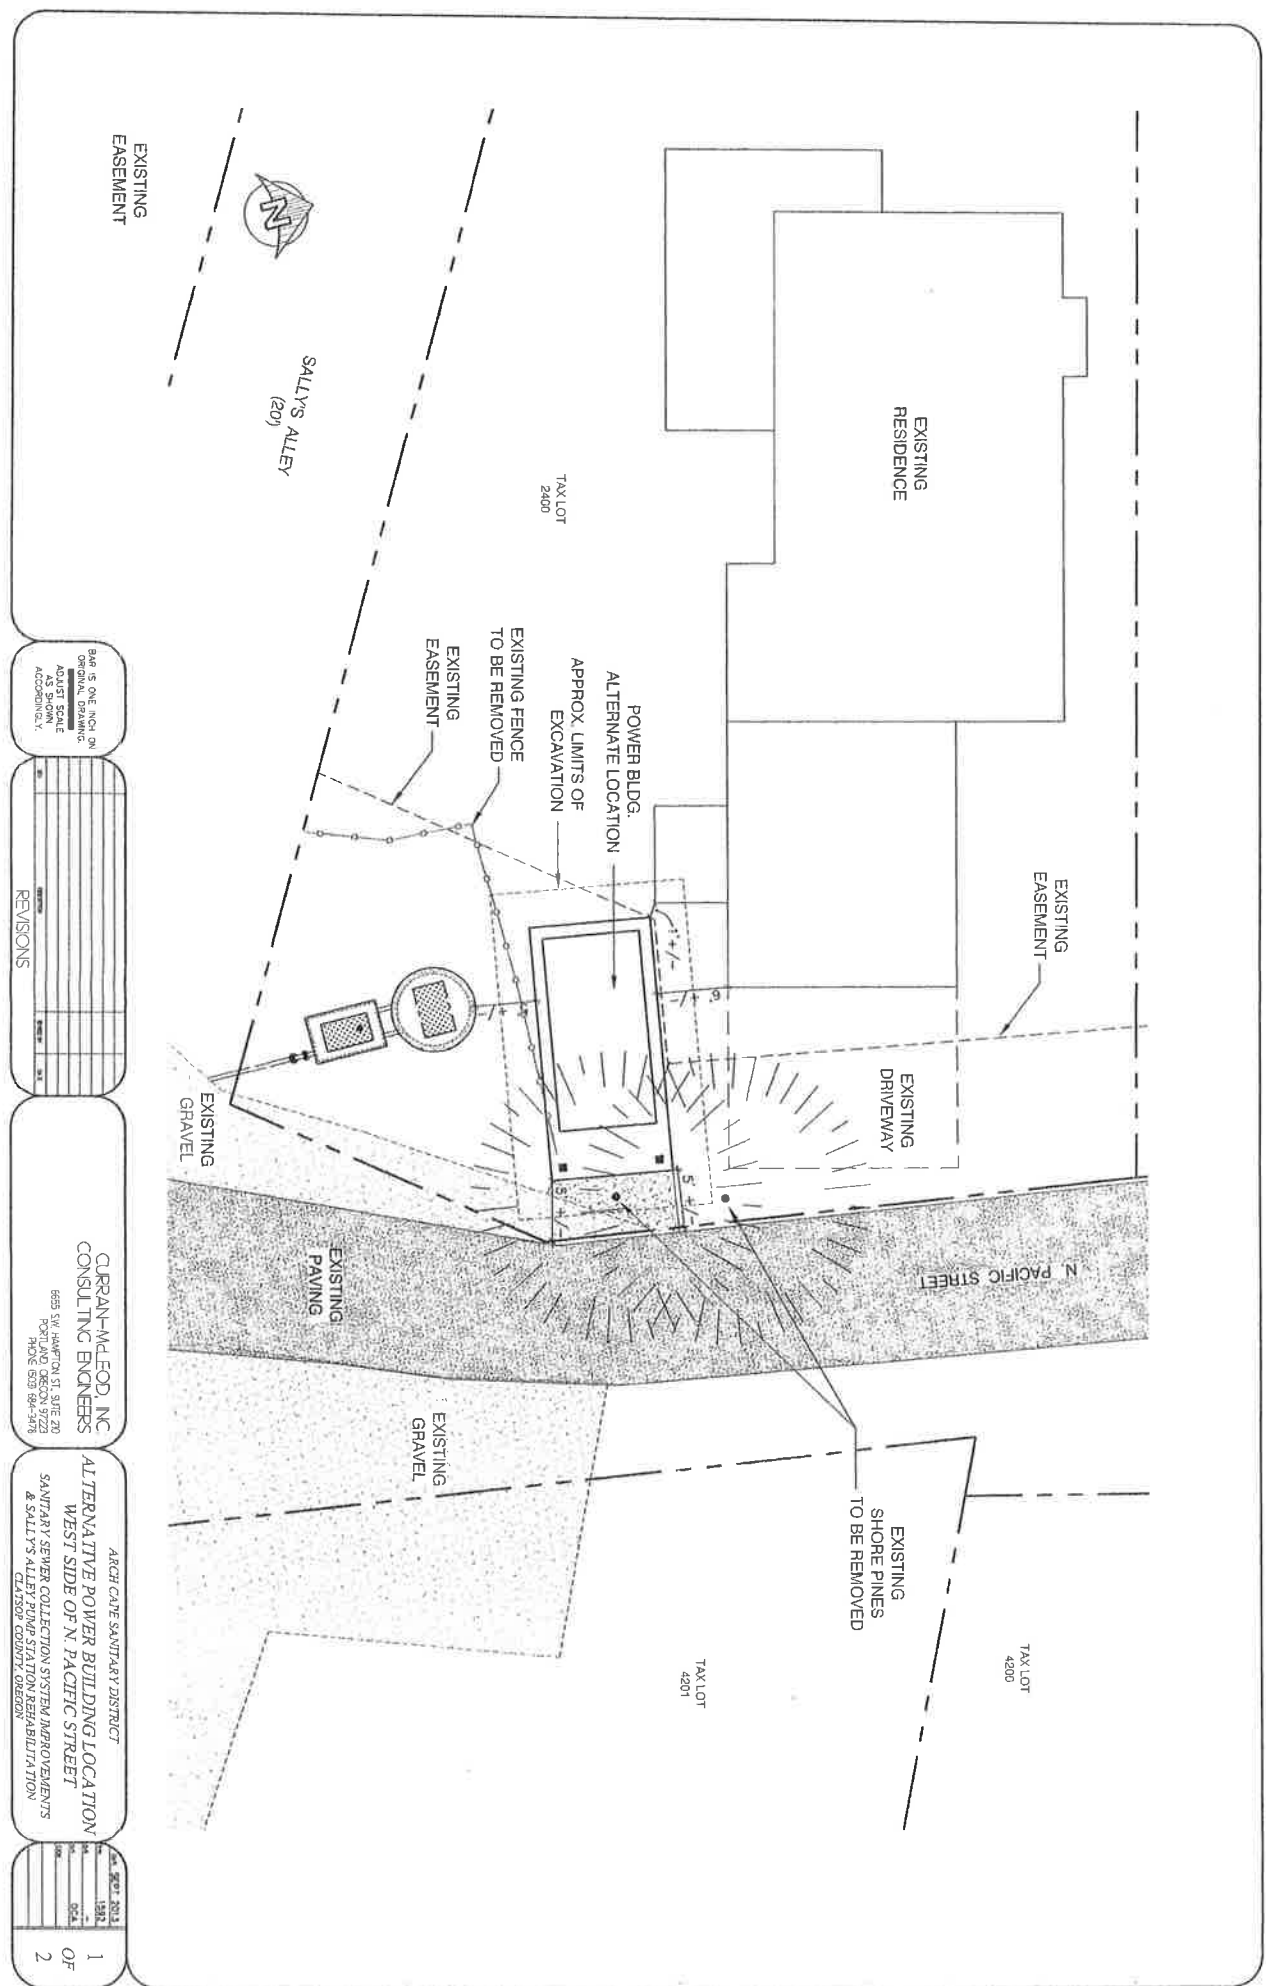 EXISTING
EASEMENT
N
SALLY'S ALLEY
(20')
TAX LOT
2400
EXISTING
RESIDENCE
EXISTING
EASEMENT
EXISTING FENCE
TO BE REMOVED
APPROX. LIMITS OF
EXCAVATION
POWER BLDG.
ALTERNATE LOCATION
EXISTING
EASEMENT
1' +/-
6' +/-
+/-
5' +/-
5' +/-
EXISTING
DRIVEWAY
EXISTING
GRAVEL
EXISTING
PAVING
N. PACIFIC STREET
EXISTING
GRAVEL
EXISTING
SHORE PINES
TO BE REMOVED
TAX LOT
4200
TAX LOT
4201
BAR IS ONE INCH ON
ORIGINAL DRAWING.
ADJUST SCALE
AS SHOWN
ACCORDINGLY.
REVISIONS
CURRAN-McLEOD, INC.
CONSULTING ENGINEERS
6655 S.W. HAMPTON ST. SUITE 210
PORTLAND, OREGON 97223
PHONE (503) 684-3478
ARCH CAPE SANITARY DISTRICT
ALTERNATIVE POWER BUILDING LOCATION
WEST SIDE OF N. PACIFIC STREET
SANITARY SEWER COLLECTION SYSTEM IMPROVEMENTS
& SALLY'S ALLEY PUMP STATION REHABILITATION
CLATSOP COUNTY, OREGON
SEPT 2013
1592
1
OF
2